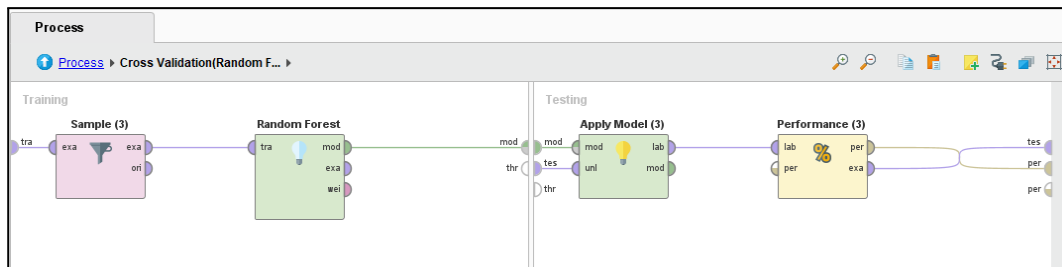 Process
Process ▸ Cross Validation(Random F... ▸
Training
Testing
Sample (3)
Random Forest
Apply Model (3)
Performance (3)
tra
exa
exa
ori
tra
mod
exa
wei
mod
thr
mod
tes
thr
mod
unl
lab
mod
lab
per
per
exa
tes
per
per